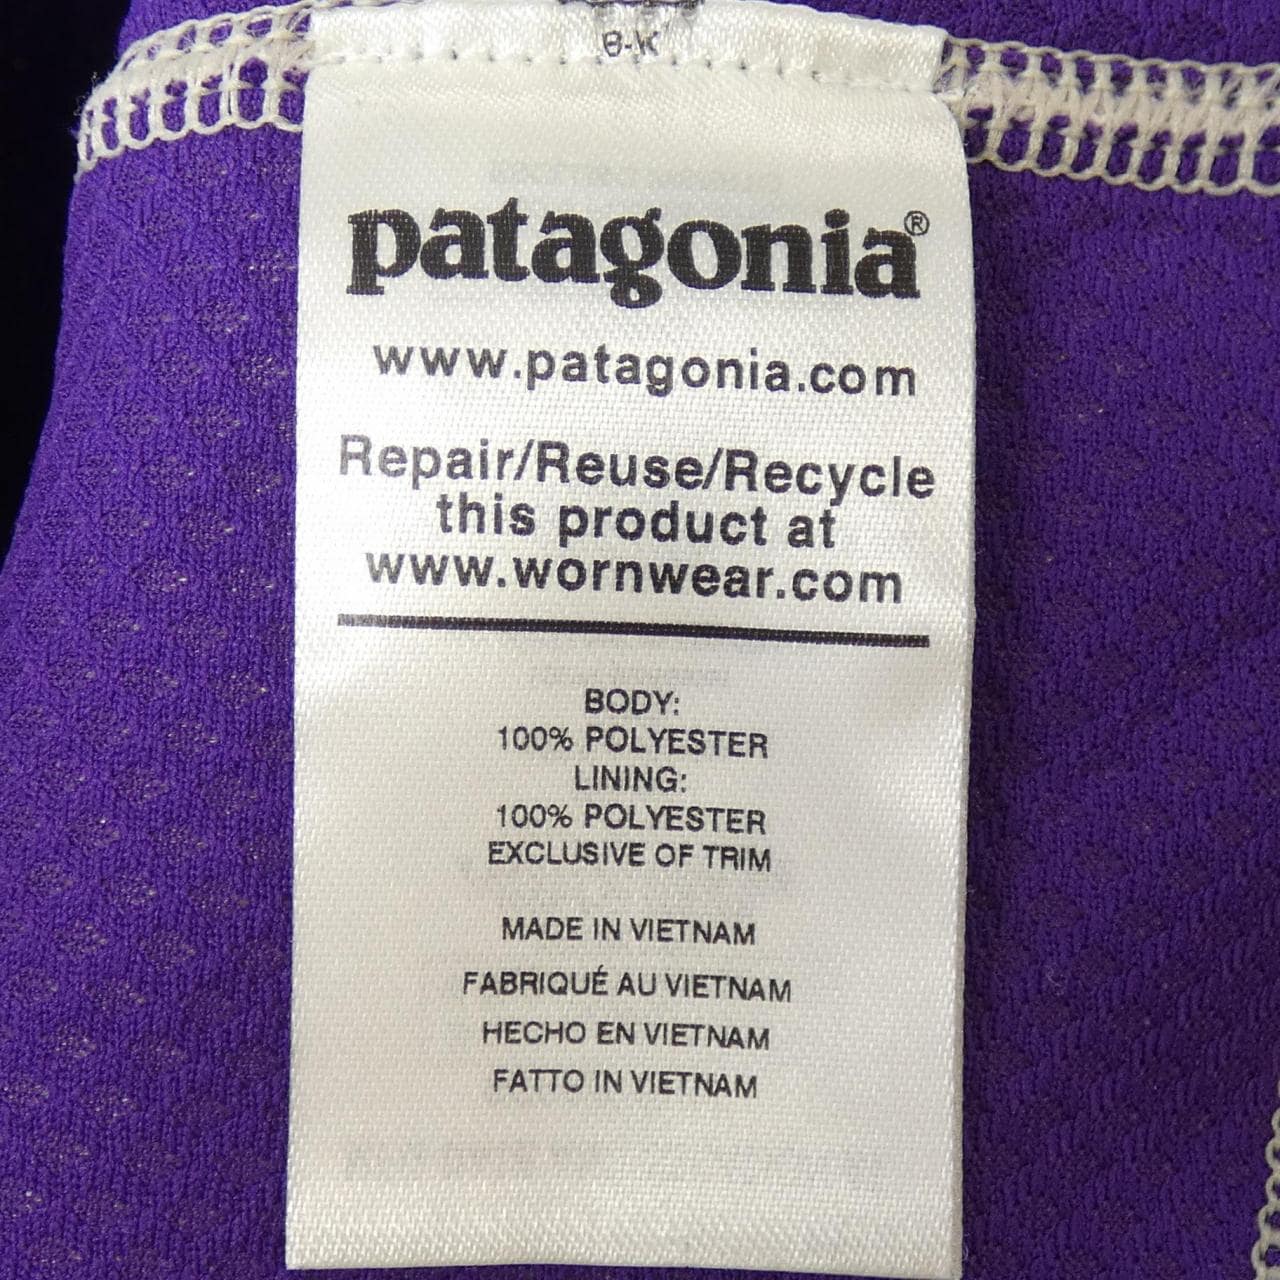 patagonia®
www.patagonia.com
Repair/Reuse/Recycle
this product at
www.wornwear.com
BODY:
100% POLYESTER
LINING:
100% POLYESTER
EXCLUSIVE OF TRIM
MADE IN VIETNAM
FABRIQUÉ AU VIETNAM
HECHO EN VIETNAM
FATTO IN VIETNAM